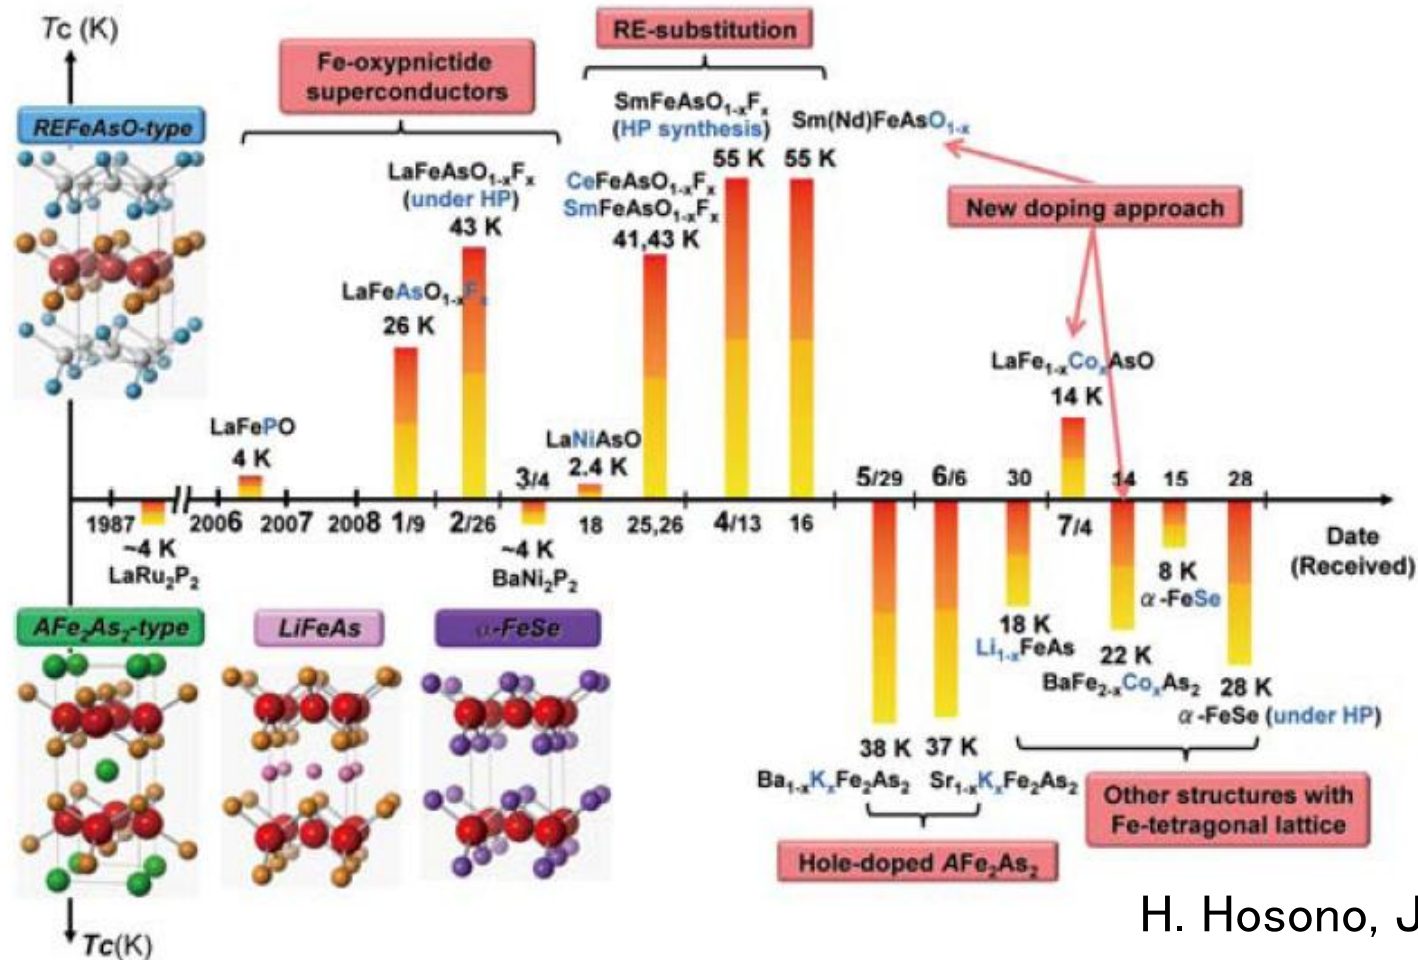 Tc (K)
RE-substitution
Fe-oxypnictide
superconductors
REFeAsO-type
SmFeAsO1-xFx
(HP synthesis)
Sm(Nd)FeAsO1-x
55 K
55 K
LaFeAsO1-xFx
(under HP)
43 K
CeFeAsO1-xFx
SmFeAsO1-xFx
41,43 K
New doping approach
LaFeAsO1-xFx
26 K
LaFe1-xCoxAsO
14 K
LaFePO
4 K
LaNiAsO
2.4 K
3/4
5/29
6/6
30
14
15
28
1987
2006
2007
2008
1/9
2/26
18
25,26
4/13
16
7/4
Date
(Received)
~4 K
LaRu2P2
~4 K
BaNi2P2
8 K
α-FeSe
18 K
Li1-xFeAs
22 K
BaFe2-xCoxAs2
28 K
α-FeSe (under HP)
AFe2As2-type
LiFeAs
α-FeSe
38 K
37 K
Ba1-xKxFe2As2
Sr1-xKxFe2As2
Other structures with
Fe-tetragonal lattice
Hole-doped AFe2As2
H. Hosono, J
Tc(K)